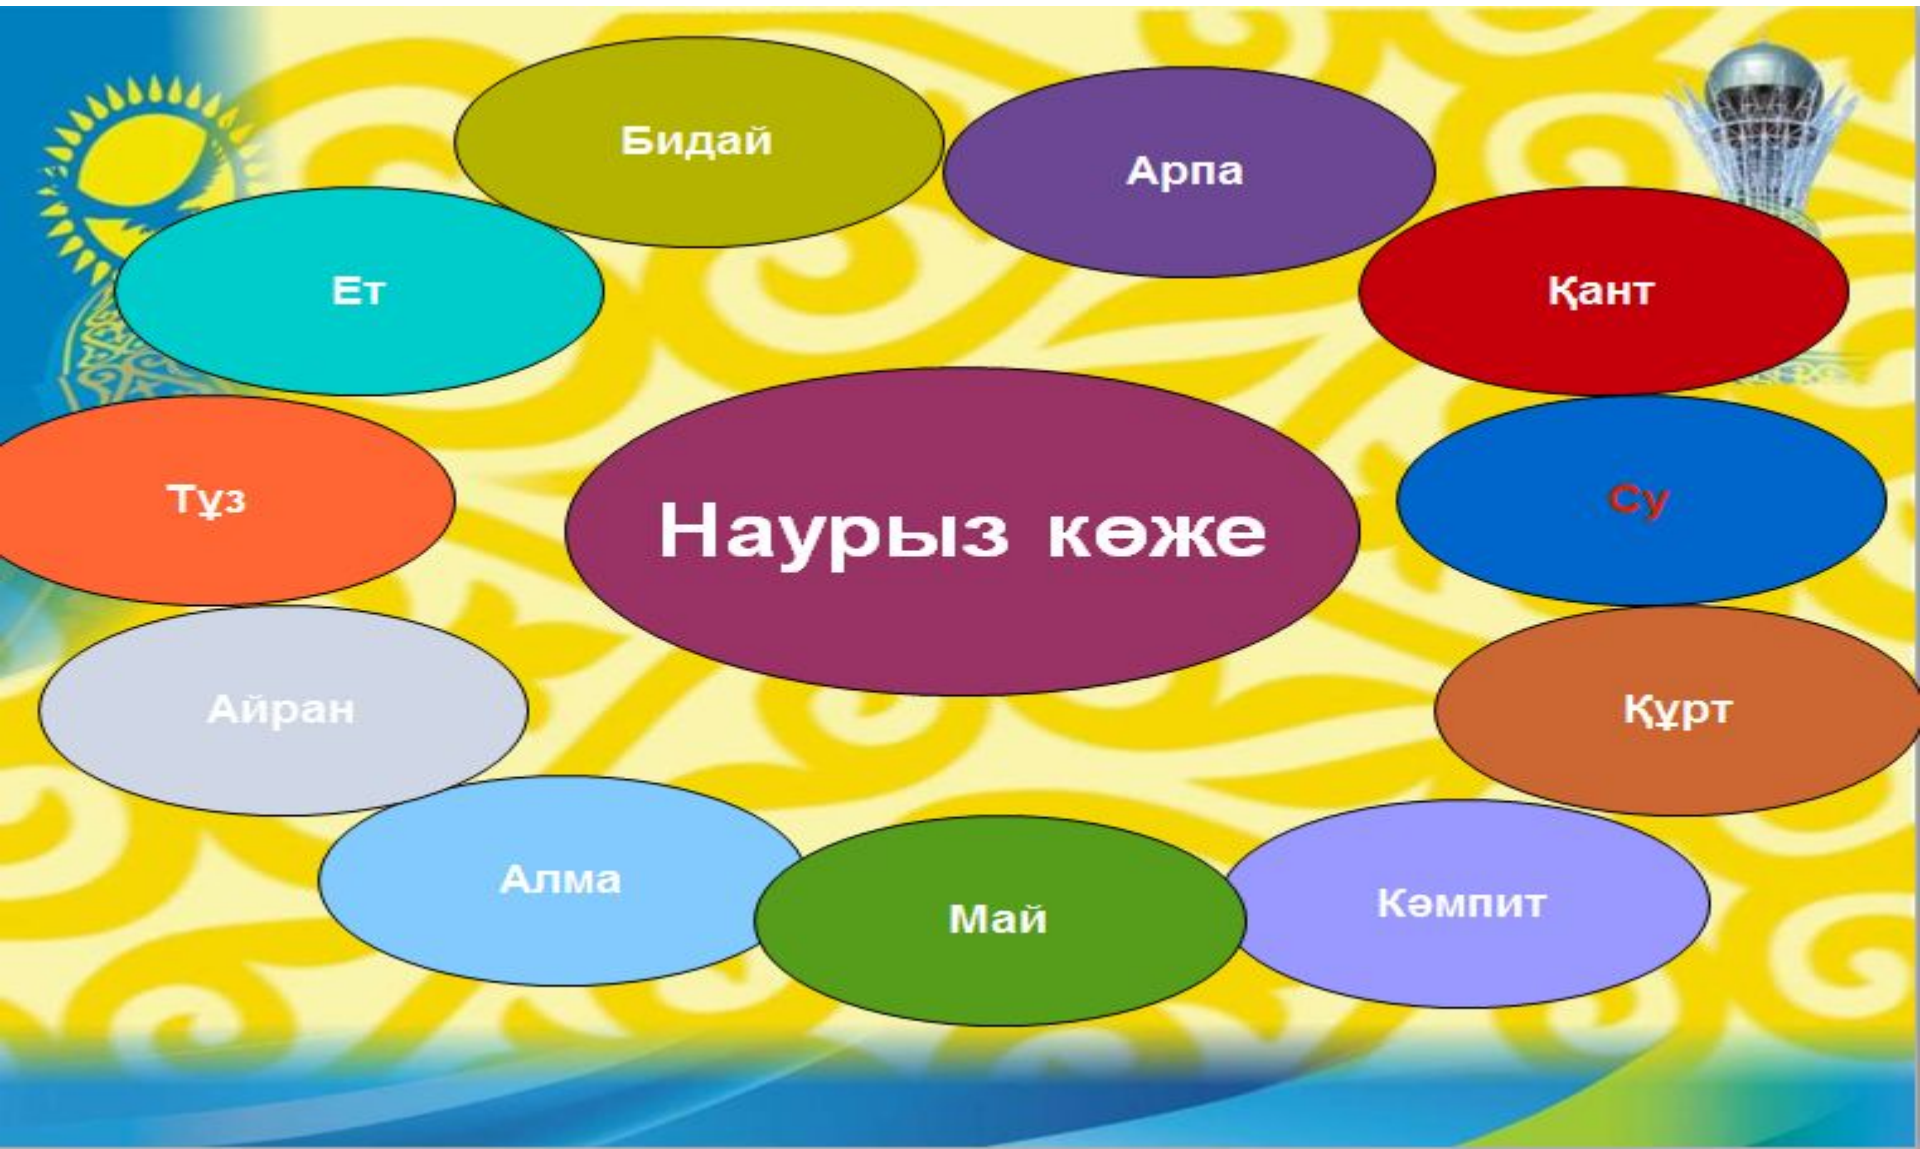 Бидай
Арпа
Ет
Қант
Тұз
Наурыз көже
Су
Айран
Құрт
Алма
Май
Кәмпит